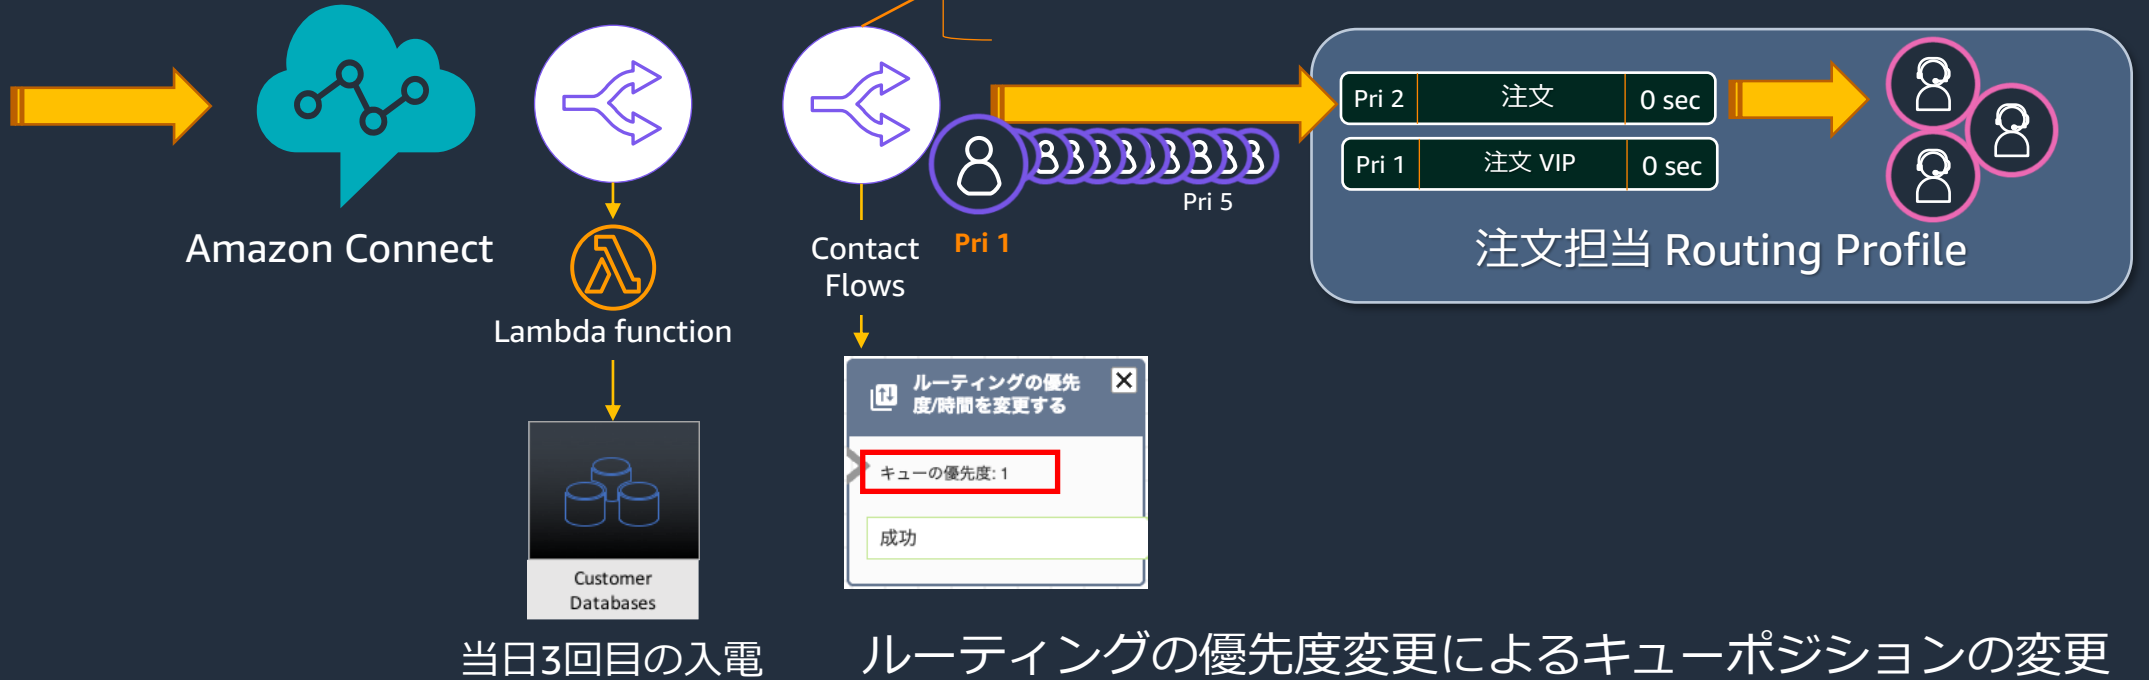 Amazon Connect
Lambda function
Customer
Databases
当日3回目の入電
Contact
Flows
Pri 1
Pri 5
ルーティングの優先
度/時間を変更する
キューの優先度: 1
成功
Pri 2 注文 0 sec
Pri 1 注文 VIP 0 sec
注文担当 Routing Profile
ルーティングの優先度変更によるキューポジションの変更